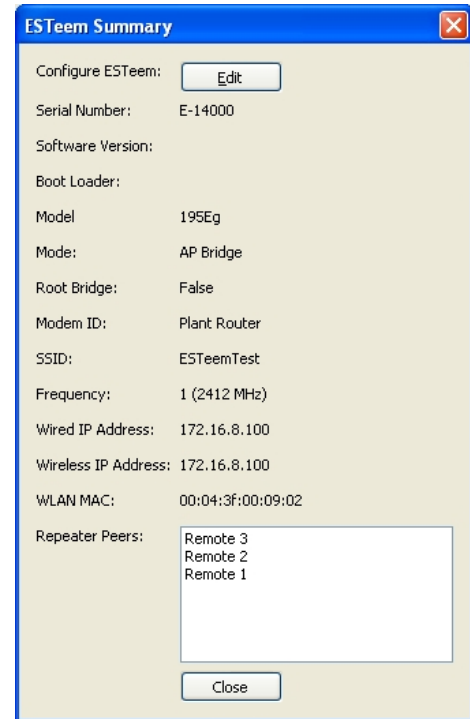 ESTeem Summary
Configure ESTeem: Edit
Serial Number: E-14000
Software Version:
Boot Loader:
Model 195Eg
Mode: AP Bridge
Root Bridge: False
Modem ID: Plant Router
SSID: ESTeemTest
Frequency: 1 (2412 MHz)
Wired IP Address: 172.16.8.100
Wireless IP Address: 172.16.8.100
WLAN MAC: 00:04:3f:00:09:02
Repeater Peers: Remote 3
Remote 2
Remote 1
Close